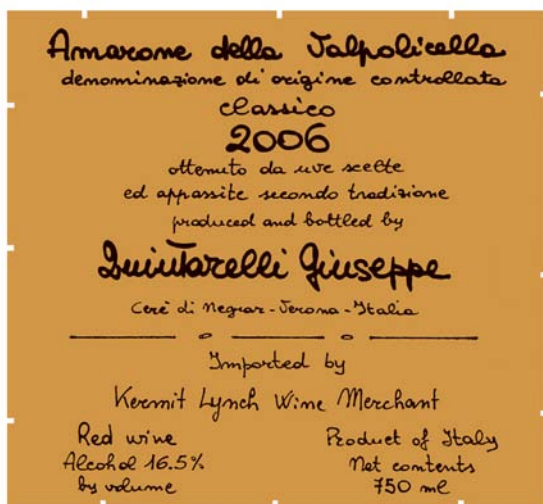 Amarone della Valpolicella
denominazione di origine controllata
classico
2006
ottenuto da uve scelte
ed appassite secondo tradizione
produced and bottled by
Quintarelli Giuseppe
Cerè di Negrar - Verona - Italia
Imported by
Kermit Lynch Wine Merchant
Red wine
Alcohol 16.5%
by volume
Product of Italy
Net contents
750 ml